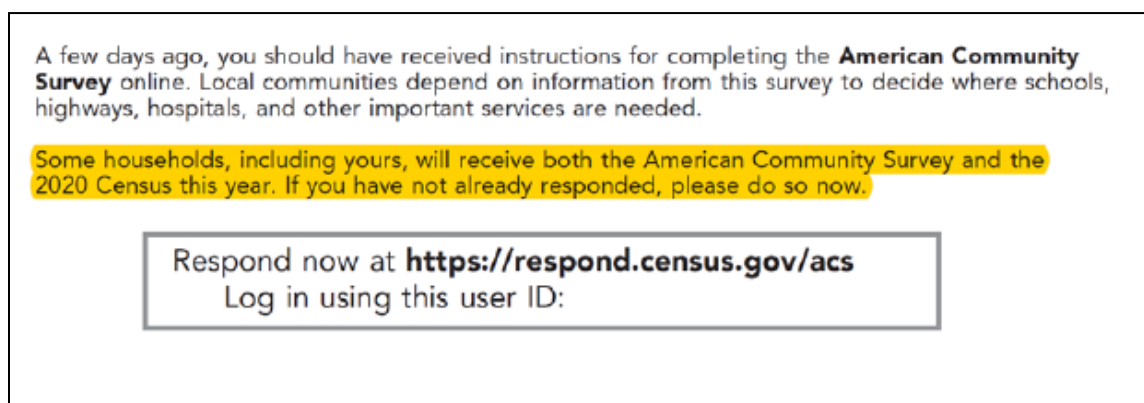 A few days ago, you should have received instructions for completing the American Community
Survey online. Local communities depend on information from this survey to decide where schools,
highways, hospitals, and other important services are needed.
Some households, including yours, will receive both the American Community Survey and the
2020 Census this year. If you have not already responded, please do so now.
Respond now at https://respond.census.gov/acs
Log in using this user ID: